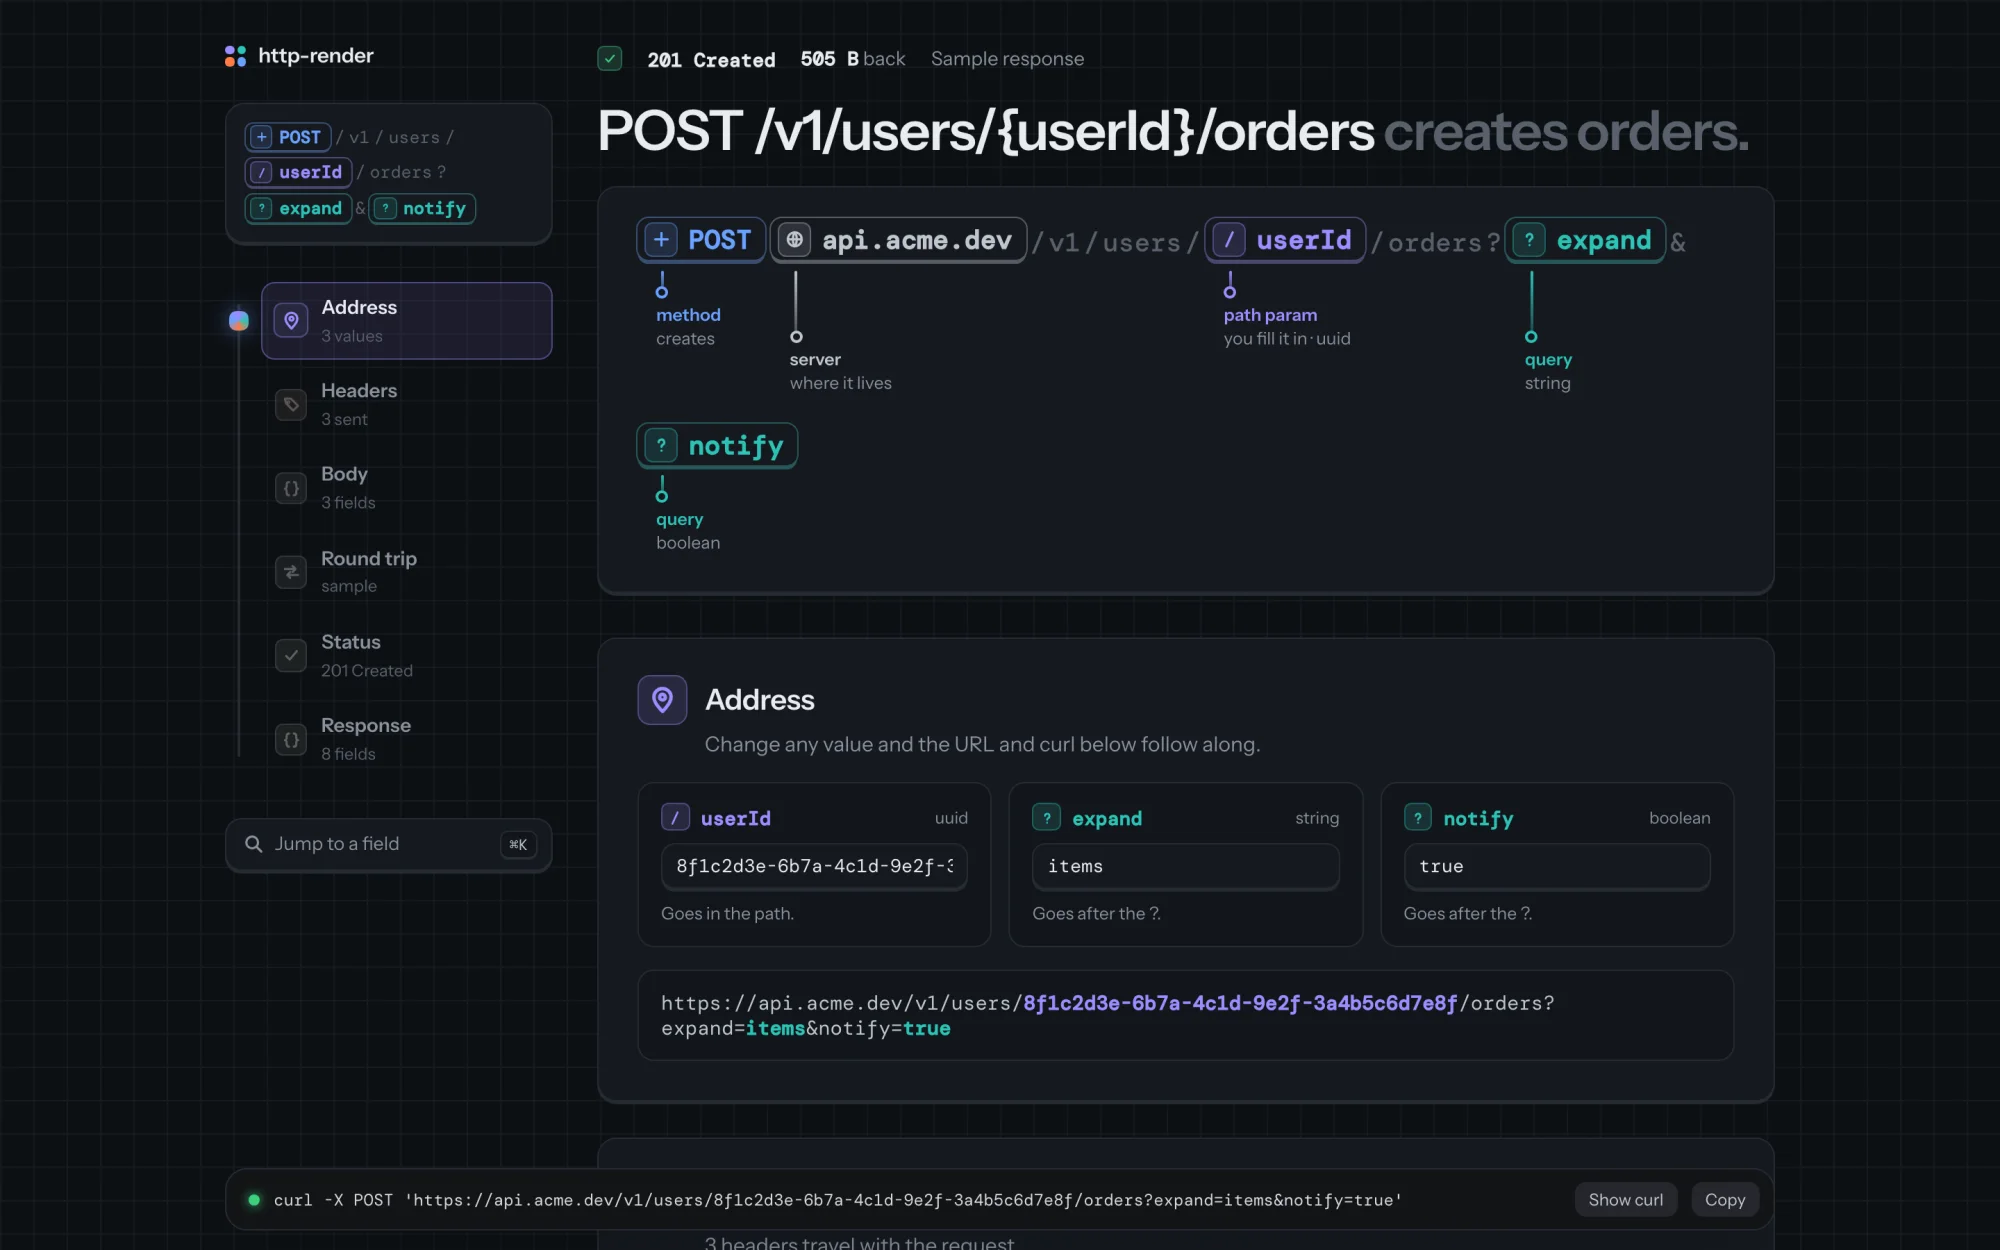 http-render
+ POST / v1 / users /
/ userId / orders ?
? expand & ? notify
Address
3 values
Headers
3 sent
{} Body
3 fields
Round trip
sample
Status
201 Created
{} Response
8 fields
Jump to a field ⌘K
201 Created 505 B back Sample response
POST /v1/users/{userId}/orders creates orders.
+ POST api.acme.dev / v1 / users / / userId / orders ? ? expand &
method
creates
server
where it lives
path param
you fill it in · uuid
query
string
? notify
query
boolean
Address
Change any value and the URL and curl below follow along.
/ userId uuid
8f1c2d3e-6b7a-4c1d-9e2f-3
Goes in the path.
? expand string
items
Goes after the ?.
? notify boolean
true
Goes after the ?.
https://api.acme.dev/v1/users/8f1c2d3e-6b7a-4c1d-9e2f-3a4b5c6d7e8f/orders?
expand=items&notify=true
curl -X POST 'https://api.acme.dev/v1/users/8f1c2d3e-6b7a-4c1d-9e2f-3a4b5c6d7e8f/orders?expand=items&notify=true' Show curl Copy
3 headers travel with the request